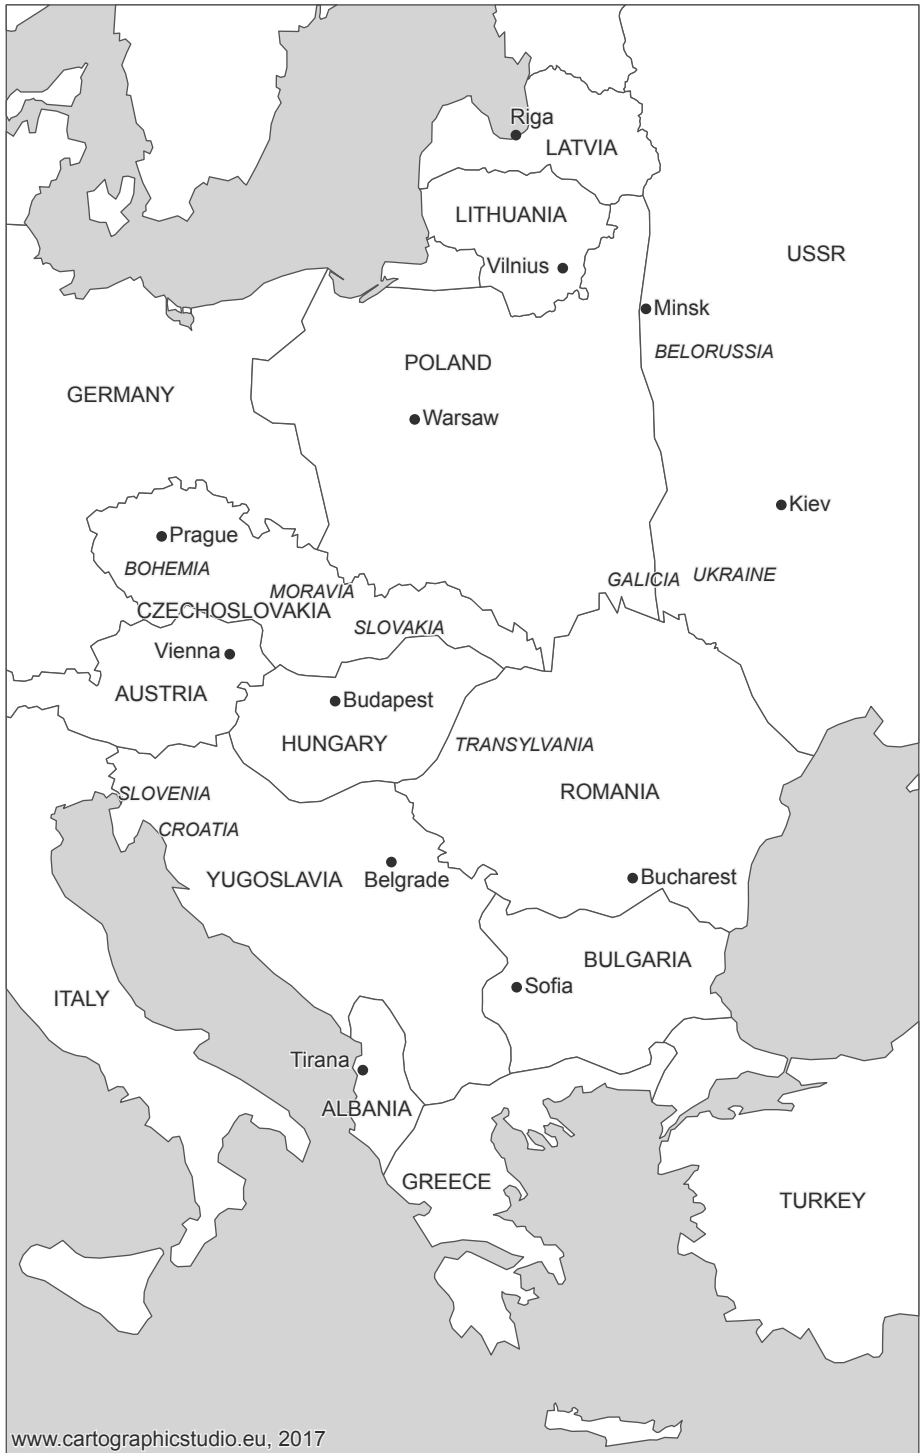 Riga
LATVIA
LITHUANIA
USSR
Vilnius
Minsk
BELORUSSIA
POLAND
GERMANY
Warsaw
Kiev
Prague
BOHEMIA
GALICIA
UKRAINE
MORAVIA
CZECHOSLOVAKIA
SLOVAKIA
Vienna
AUSTRIA
Budapest
HUNGARY
TRANSYLVANIA
SLOVENIA
ROMANIA
CROATIA
YUGOSLAVIA
Belgrade
Bucharest
BULGARIA
Sofia
ITALY
Tirana
ALBANIA
GREECE
TURKEY
www.cartographicstudio.eu, 2017